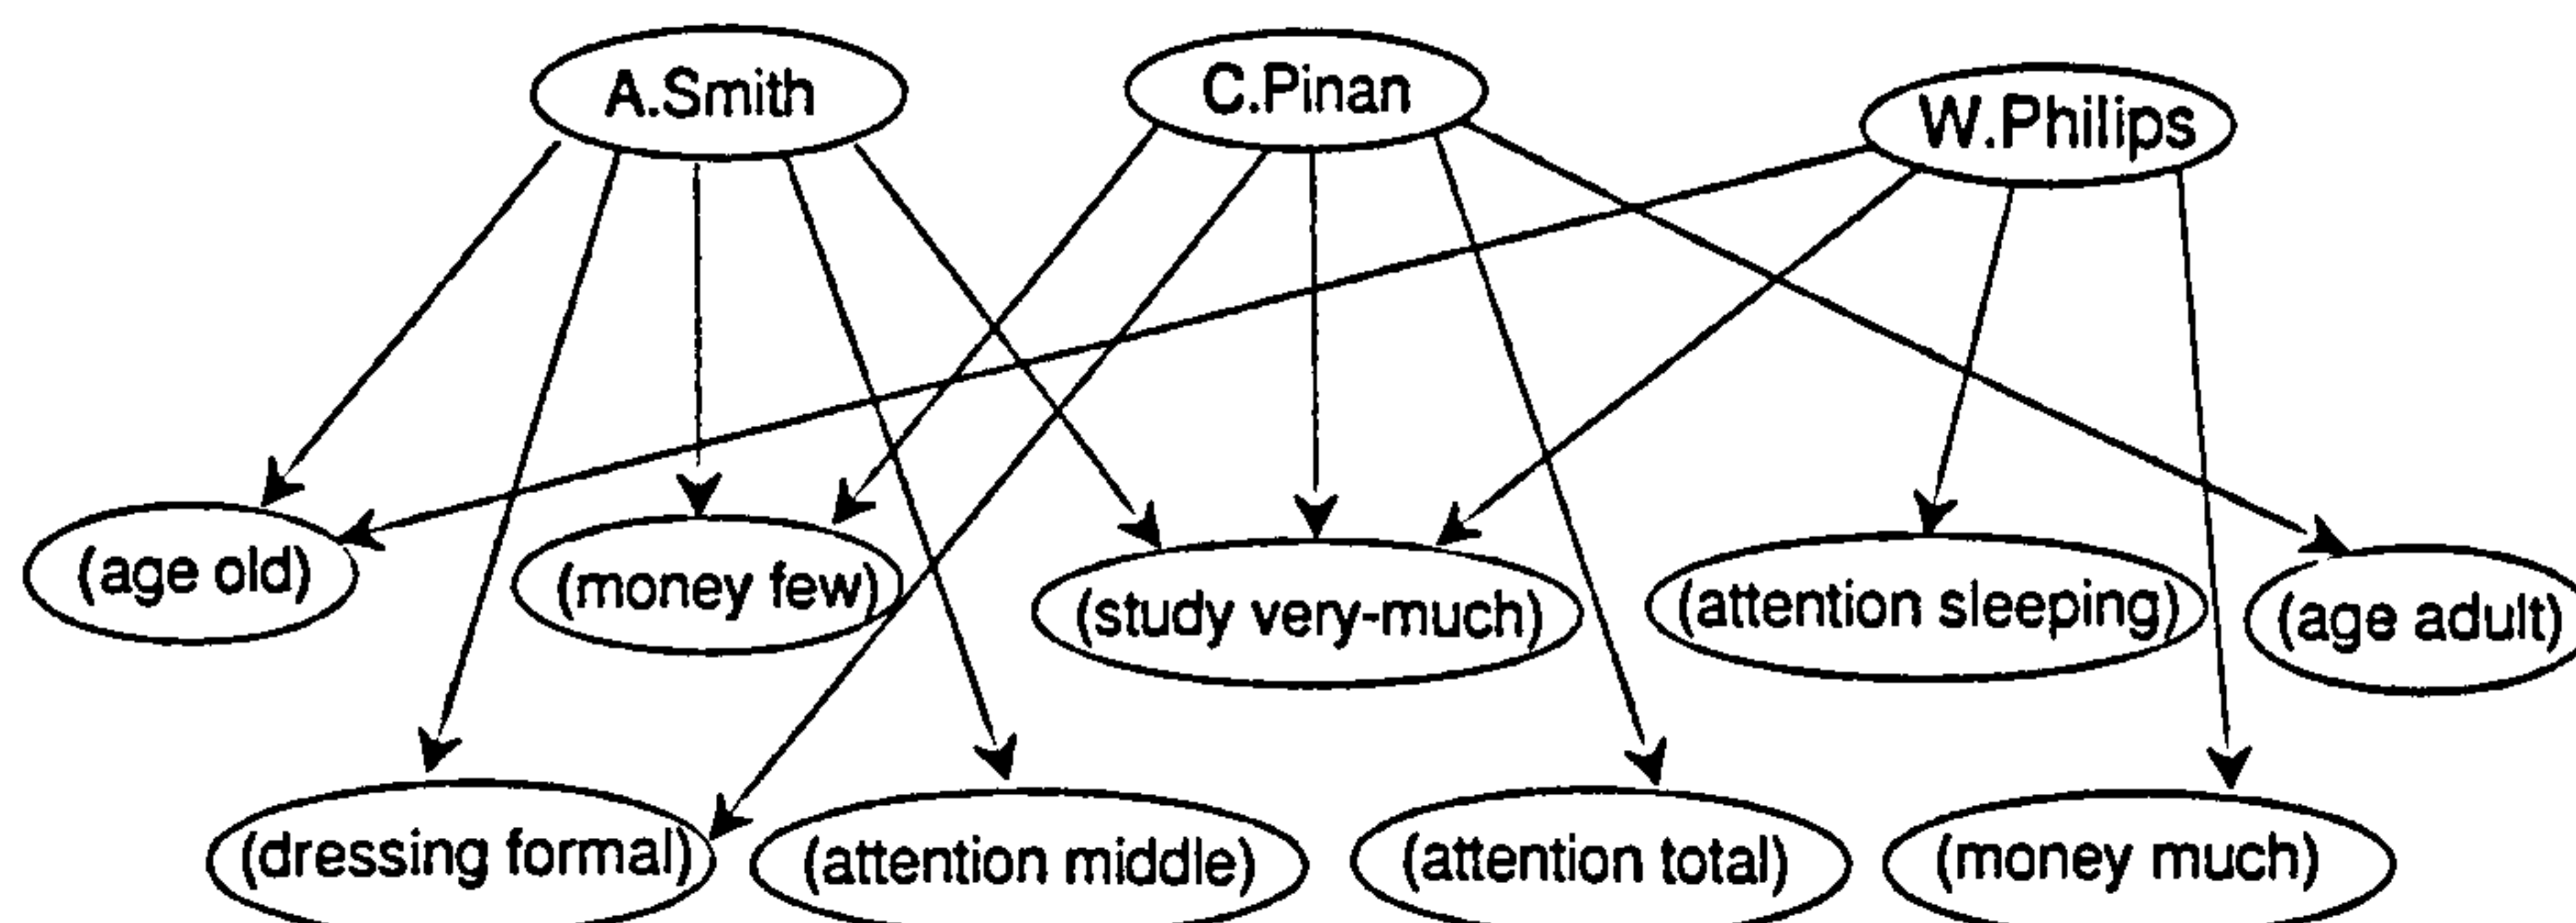 A.Smith
C.Pinan
W.Philips
(age old)
(money few)
(study very-much)
(attention sleeping)
(age adult)
(dressing formal)
(attention middle)
(attention total)
(money much)